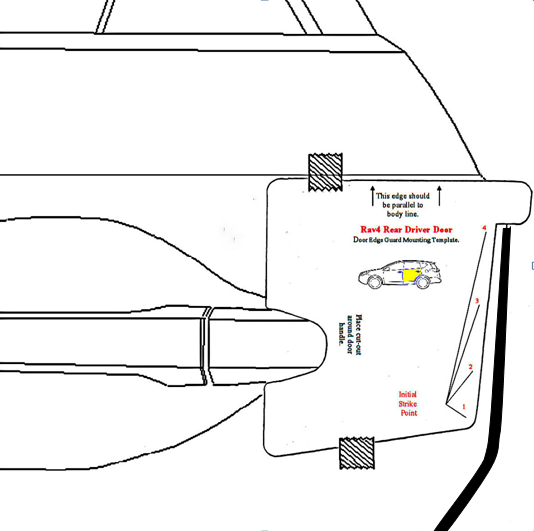 This edge should
be parallel to
body line.
Rav4 Rear Driver Door
Door Edge Guard Mounting Template.
4
3
Place cut-out
around door
handle.
2
Initial
Strike
Point
1